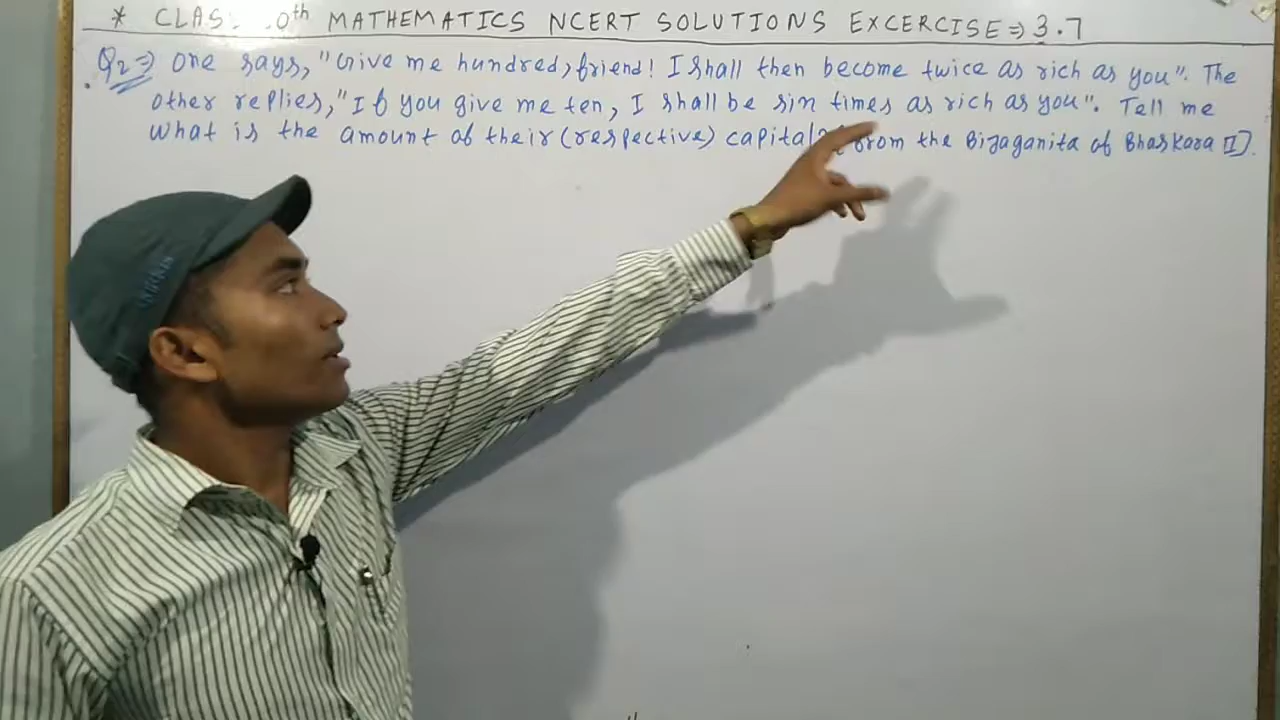 * CLAS 0th MATHEMATICS NCERT SOLUTIONS EXCERCISE⇒ 3.7
Q2⇒ One says, "Give me hundred, friend! I shall then become twice as rich as you". The
other replies, "If you give me ten, I shall be sin times as rich as you". Tell me
what is the amount of their (respective) capital? from the Bijaganita of Bhaskara II].